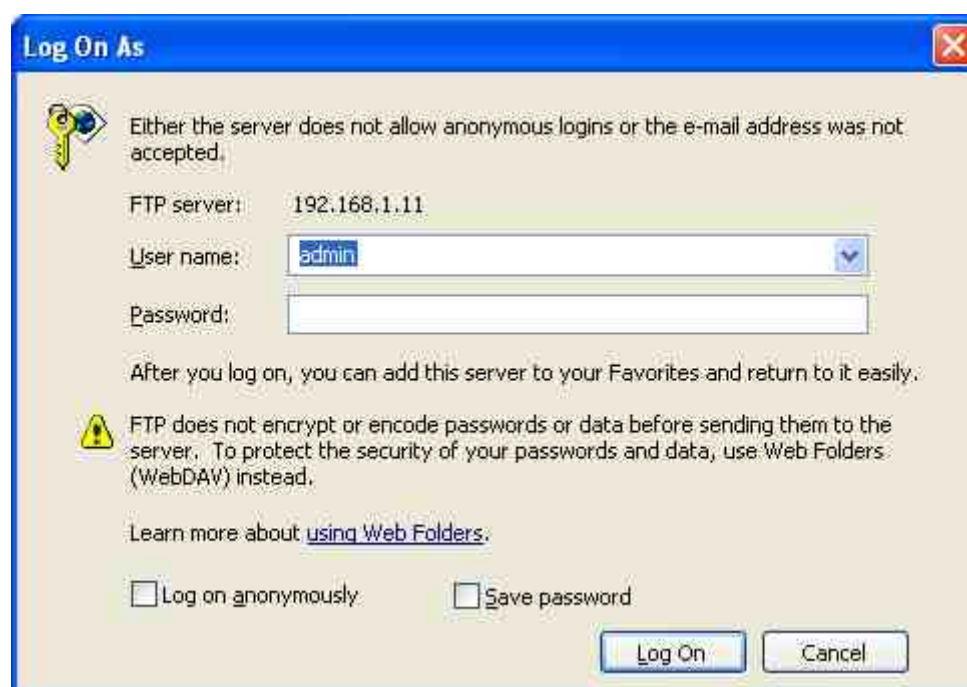 Log On As
Either the server does not allow anonymous logins or the e-mail address was not
accepted.
FTP server: 192.168.1.11
User name: admin
Password:
After you log on, you can add this server to your Favorites and return to it easily.
FTP does not encrypt or encode passwords or data before sending them to the
server. To protect the security of your passwords and data, use Web Folders
(WebDAV) instead.
Learn more about using Web Folders.
Log on anonymously Save password
Log On Cancel